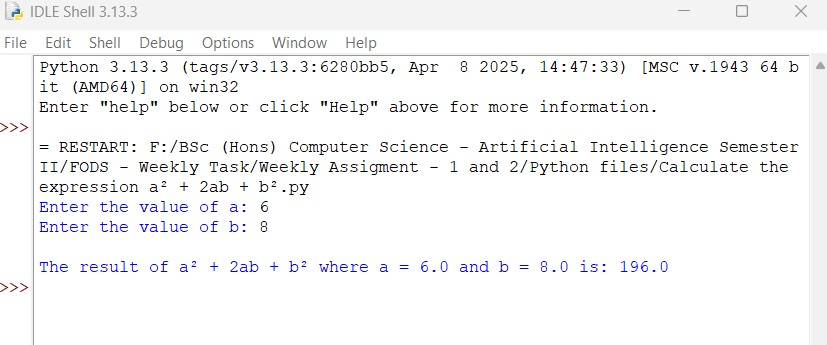 IDLE Shell 3.13.3
File Edit Shell Debug Options Window Help
Python 3.13.3 (tags/v3.13.3:6280bb5, Apr  8 2025, 14:47:33) [MSC v.1943 64 b
it (AMD64)] on win32
Enter "help" below or click "Help" above for more information.
>>>
= RESTART: F:/BSc (Hons) Computer Science - Artificial Intelligence Semester
II/FODS - Weekly Task/Weekly Assigment - 1 and 2/Python files/Calculate the
expression a² + 2ab + b².py
Enter the value of a: 6
Enter the value of b: 8
The result of a² + 2ab + b² where a = 6.0 and b = 8.0 is: 196.0
>>>